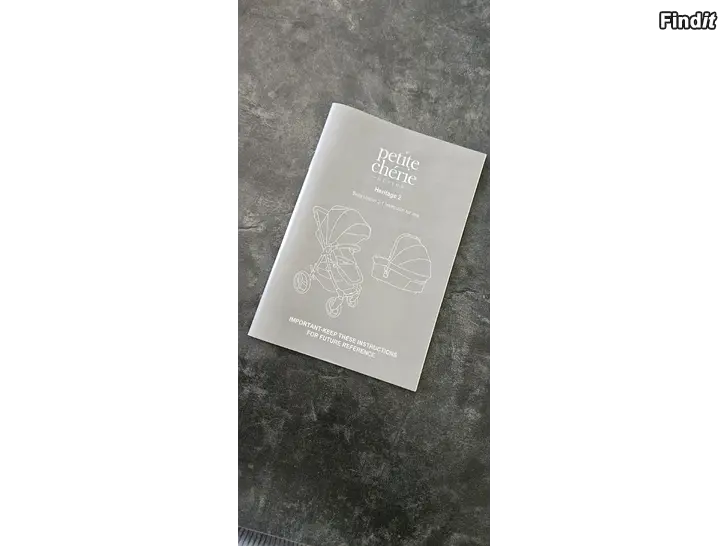 Findit
petite
chérie
Heritage 2
IMPORTANT-KEEP THESE INSTRUCTIONS
FOR FUTURE REFERENCE